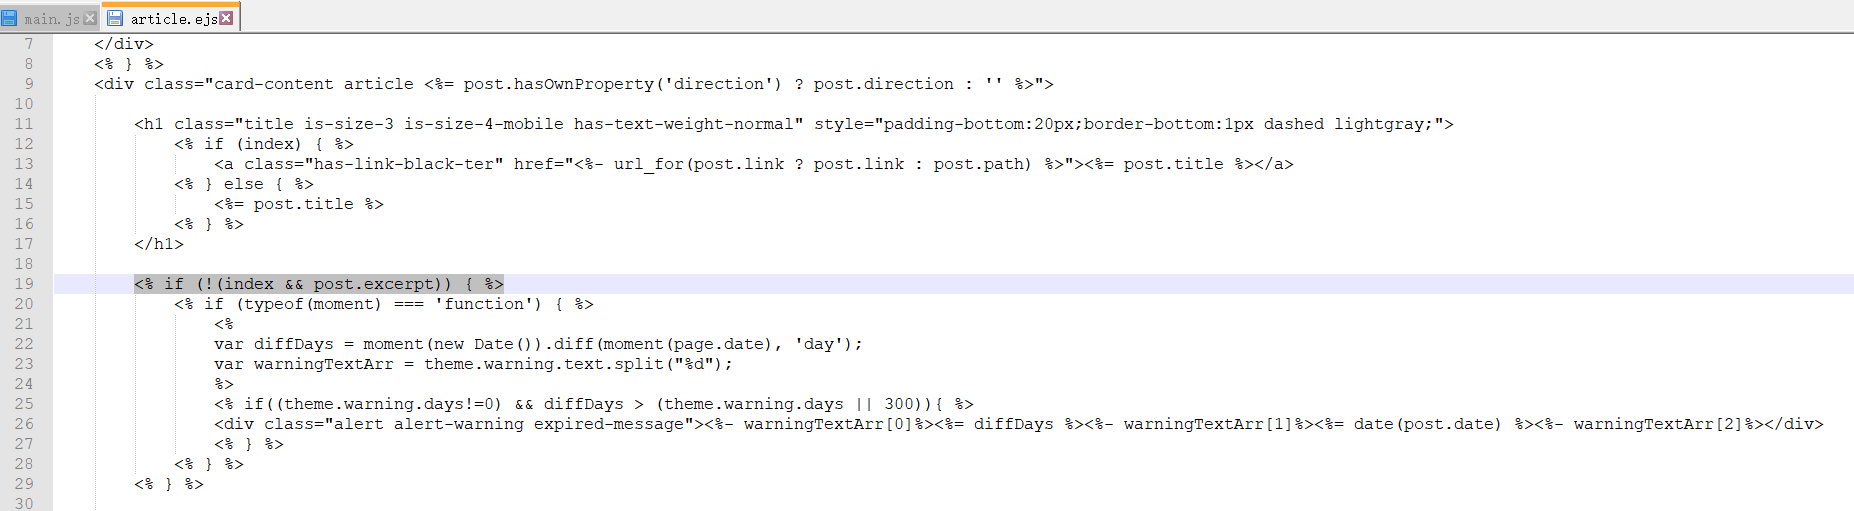 main.js article.ejs
7 </div>
8 <% } %>
9 <div class="card-content article <%= post.hasOwnProperty('direction') ? post.direction : '' %>">
10
11 <h1 class="title is-size-3 is-size-4-mobile has-text-weight-normal" style="padding-bottom:20px;border-bottom:1px dashed lightgray;">
12 <% if (index) { %>
13 <a class="has-link-black-ter" href="<%- url_for(post.link ? post.link : post.path) %>"><%= post.title %></a>
14 <% } else { %>
15 <%= post.title %>
16 <% } %>
17 </h1>
18
19 <% if (!(index && post.excerpt)) { %>
20 <% if (typeof(moment) === 'function') { %>
21 <%
22 var diffDays = moment(new Date()).diff(moment(page.date), 'day');
23 var warningTextArr = theme.warning.text.split("%d");
24 %>
25 <% if((theme.warning.days!=0) && diffDays > (theme.warning.days || 300)){ %>
26 <div class="alert alert-warning expired-message"><%- warningTextArr[0]%><%= diffDays %><%- warningTextArr[1]%><%= date(post.date) %><%- warningTextArr[2]%></div>
27 <% } %>
28 <% } %>
29 <% } %>
30